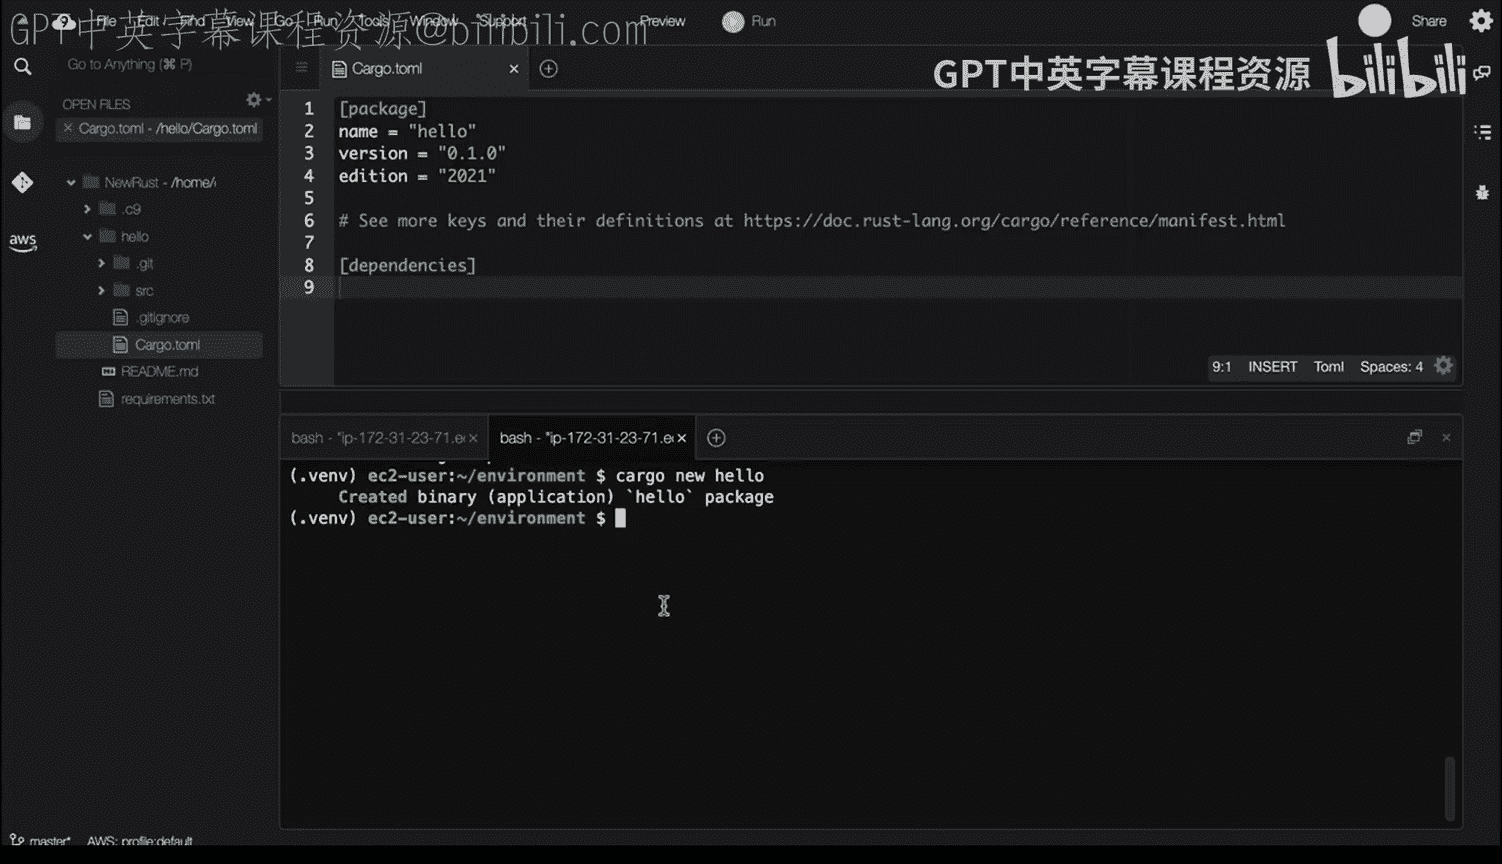 File Edit Find View Go Run Tools Window Support Preview Run Share
GPT中英字幕课程资源@bilibili.com
GPT中英字幕课程资源 bilibili
Go to Anything (⌘ P)
OPEN FILES
Cargo.toml - /hello/Cargo.toml
NewRust - /home/
.c9
hello
.git
src
.gitignore
Cargo.toml
README.md
requirements.txt
aws
Cargo.toml
1 [package]
2 name = "hello"
3 version = "0.1.0"
4 edition = "2021"
5
6 # See more keys and their definitions at https://doc.rust-lang.org/cargo/reference/manifest.html
7
8 [dependencies]
9
9:1 INSERT Toml Spaces: 4
bash - "ip-172-31-23-71.ec bash - "ip-172-31-23-71.ec
(.venv) ec2-user:~/environment $ cargo new hello
Created binary (application) `hello` package
(.venv) ec2-user:~/environment $
master* AWS: profile:default